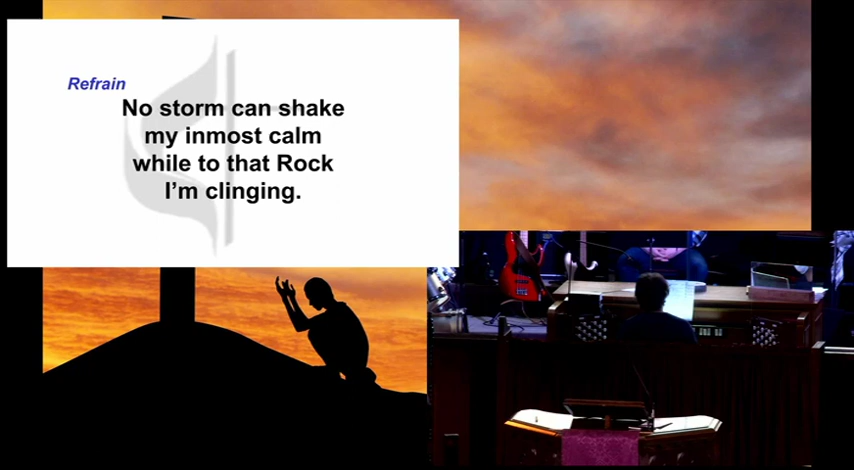 Refrain
No storm can shake
my inmost calm
while to that Rock
I'm clinging.